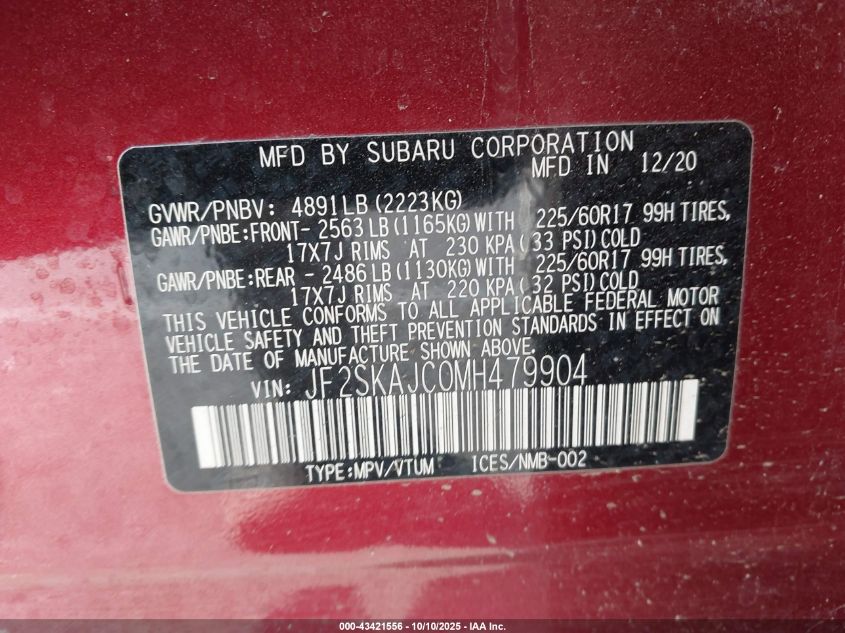 MFD BY SUBARU CORPORATION
MFD IN 12/20
GVWR/PNBV: 4891LB(2223KG)
GAWR/PNBE:FRONT- 2563LB(1165KG)WITH 225/60R17 99H TIRES,
17X7J RIMS AT 230 KPA(33 PSI)COLD
GAWR/PNBE:REAR - 2486LB(1130KG)WITH 225/60R17 99H TIRES,
17X7J RIMS AT 220 KPA(32 PSI)COLD
THIS VEHICLE CONFORMS TO ALL APPLICABLE FEDERAL MOTOR
VEHICLE SAFETY AND THEFT PREVENTION STANDARDS IN EFFECT ON
THE DATE OF MANUFACTURE SHOWN ABOVE.
VIN: JF2SKAJC0MH479904
TYPE:MPV/VTUM ICES/NMB-002
000-43421556 - 10/10/2025 - IAA Inc.